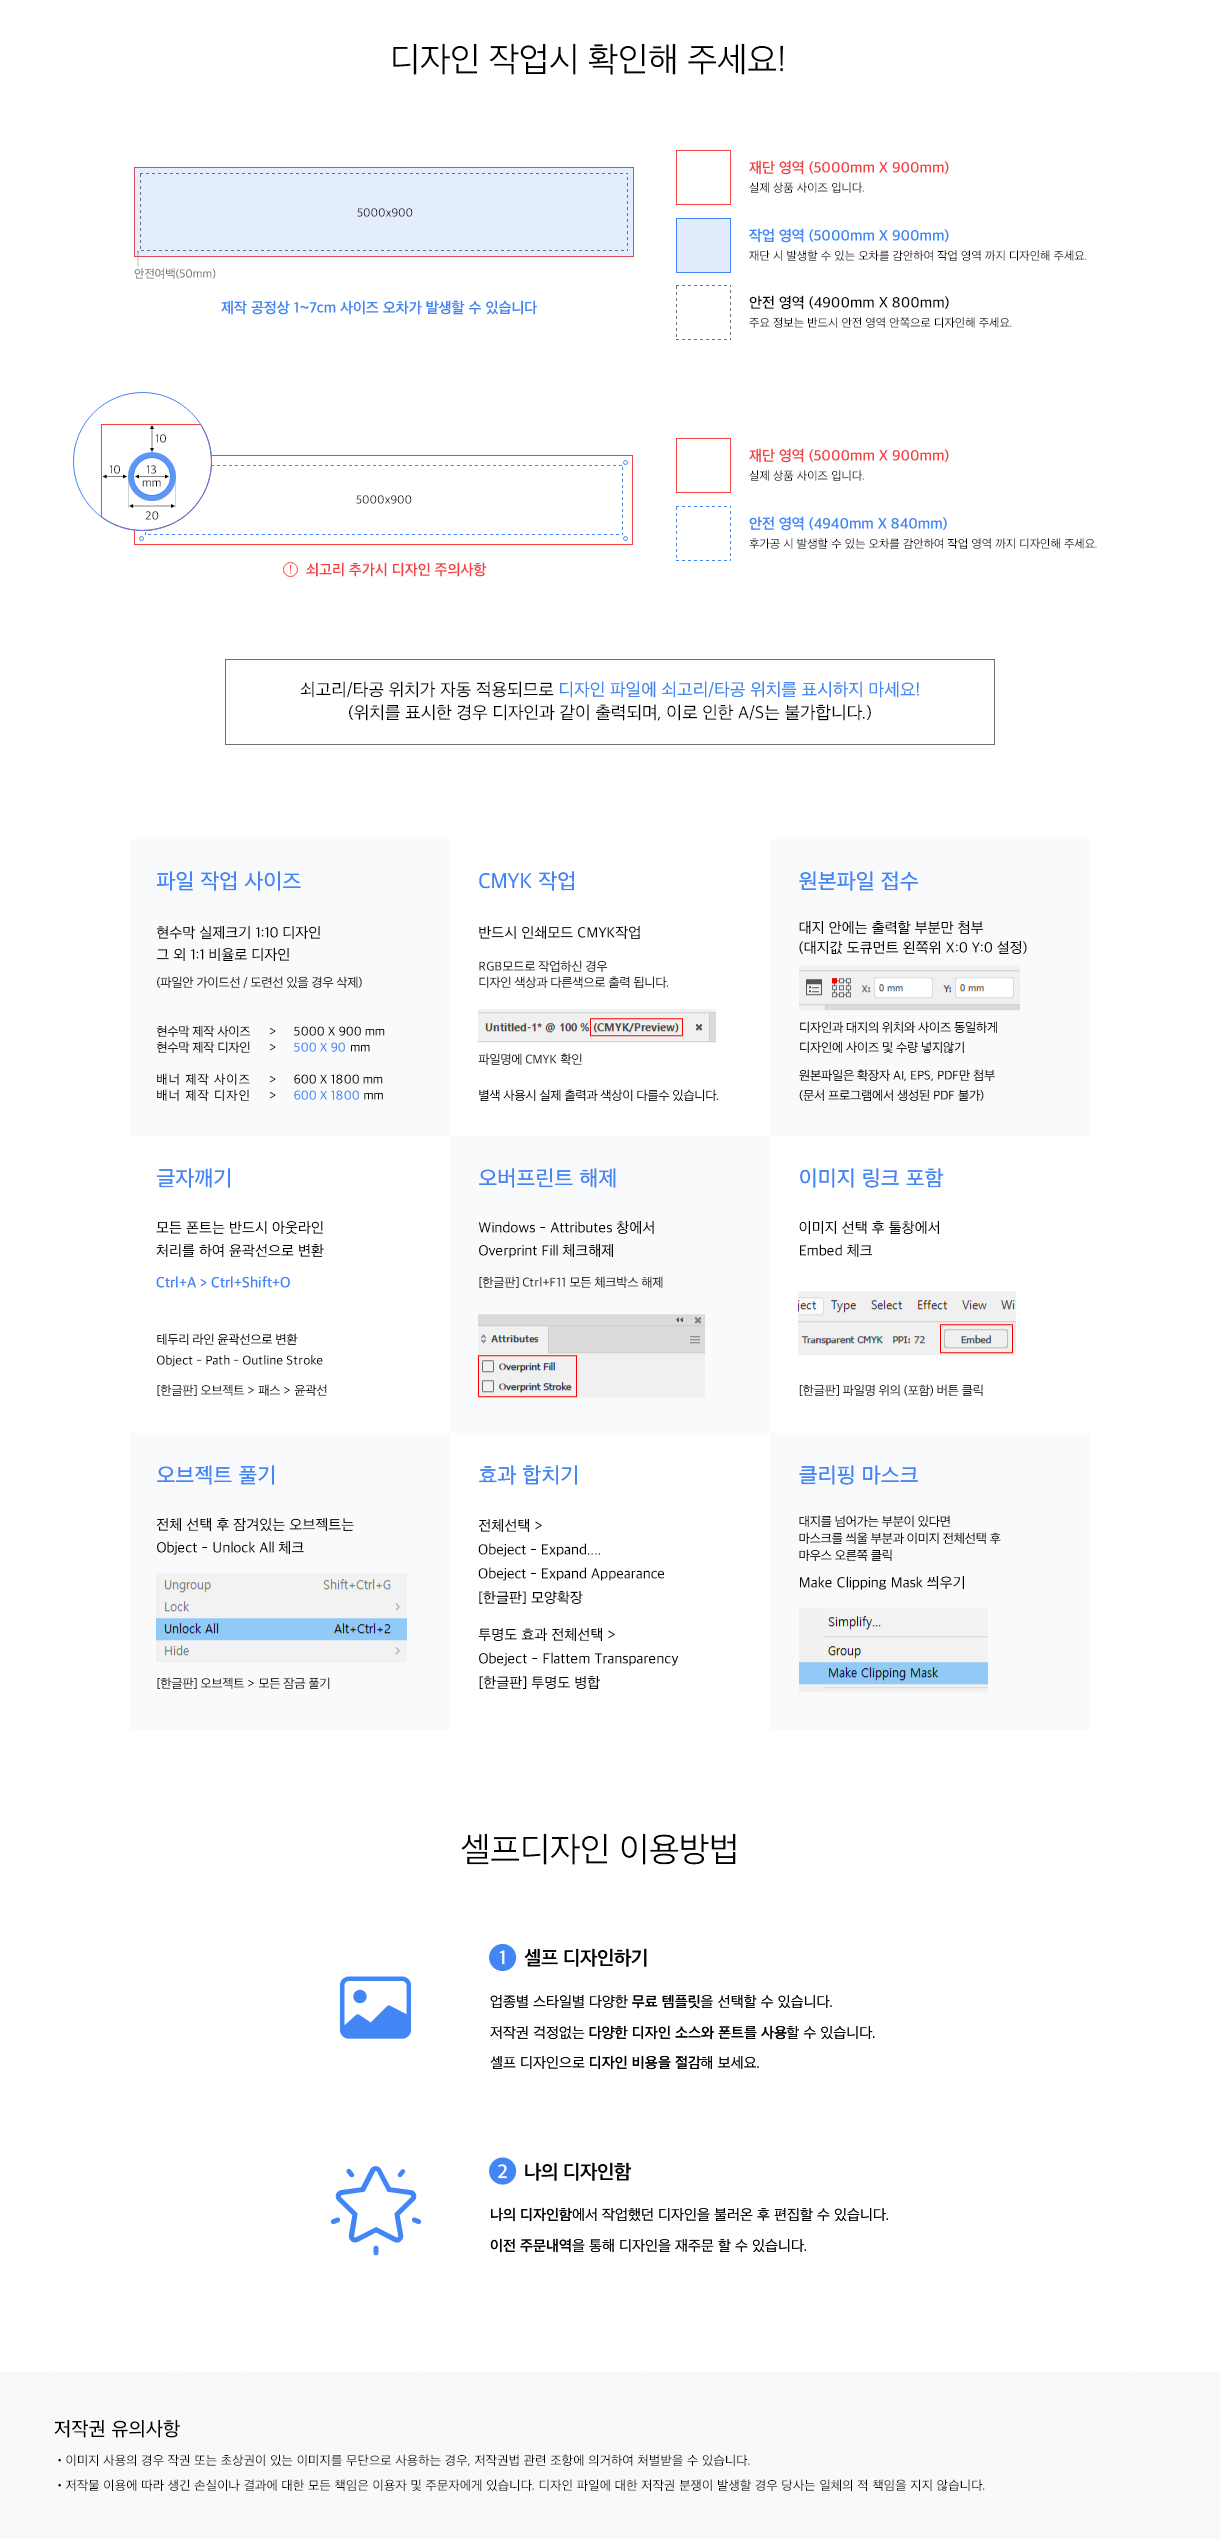 디자인 작업시 확인해 주세요!
5000x900
안전여백(50mm)
제작 공정상 1~7cm 사이즈 오차가 발생할 수 있습니다
재단 영역 (5000mm X 900mm)
실제 상품 사이즈 입니다.
작업 영역 (5000mm X 900mm)
재단 시 발생할 수 있는 오차를 감안하여 작업 영역 까지 디자인해 주세요.
안전 영역 (4900mm X 800mm)
주요 정보는 반드시 안전 영역 안쪽으로 디자인해 주세요.
10
10
13
mm
20
5000x900
! 쇠고리 추가시 디자인 주의사항
재단 영역 (5000mm X 900mm)
실제 상품 사이즈 입니다.
안전 영역 (4940mm X 840mm)
후가공 시 발생할 수 있는 오차를 감안하여 작업 영역 까지 디자인해 주세요.
쇠고리/타공 위치가 자동 적용되므로 디자인 파일에 쇠고리/타공 위치를 표시하지 마세요!
(위치를 표시한 경우 디자인과 같이 출력되며, 이로 인한 A/S는 불가합니다.)
파일 작업 사이즈
현수막 실제크기 1:10 디자인
그 외 1:1 비율로 디자인
(파일안 가이드선 / 도련선 있을 경우 삭제)
현수막 제작 사이즈 > 5000 X 900 mm
현수막 제작 디자인 > 500 X 90 mm
배너 제작 사이즈 > 600 X 1800 mm
배너 제작 디자인 > 600 X 1800 mm
CMYK 작업
반드시 인쇄모드 CMYK작업
RGB모드로 작업하신 경우
디자인 색상과 다른색으로 출력 됩니다.
Untitled-1* @ 100 % (CMYK/Preview) ×
파일명에 CMYK 확인
별색 사용시 실제 출력과 색상이 다를수 있습니다.
원본파일 접수
대지 안에는 출력할 부분만 첨부
(대지값 도큐먼트 왼쪽위 X:0 Y:0 설정)
X: 0 mm Y: 0 mm
디자인과 대지의 위치와 사이즈 동일하게
디자인에 사이즈 및 수량 넣지않기
원본파일은 확장자 AI, EPS, PDF만 첨부
(문서 프로그램에서 생성된 PDF 불가)
글자깨기
모든 폰트는 반드시 아웃라인
처리를 하여 윤곽선으로 변환
Ctrl+A > Ctrl+Shift+O
테두리 라인 윤곽선으로 변환
Object - Path - Outline Stroke
[한글판] 오브젝트 > 패스 > 윤곽선
오버프린트 해제
Windows - Attributes 창에서
Overprint Fill 체크해제
[한글판] Ctrl+F11 모든 체크박스 해제
Attributes
Overprint Fill
Overprint Stroke
이미지 링크 포함
이미지 선택 후 툴창에서
Embed 체크
ject Type Select Effect View Wi
Transparent CMYK PPI: 72 Embed
[한글판] 파일명 위의 (포함) 버튼 클릭
오브젝트 풀기
전체 선택 후 잠겨있는 오브젝트는
Object - Unlock All 체크
Ungroup Shift+Ctrl+G
Lock >
Unlock All Alt+Ctrl+2
Hide >
[한글판] 오브젝트 > 모든 잠금 풀기
효과 합치기
전체선택 >
Obeject - Expand....
Obeject - Expand Appearance
[한글판] 모양확장
투명도 효과 전체선택 >
Obeject - Flattem Transparency
[한글판] 투명도 병합
클리핑 마스크
대지를 넘어가는 부분이 있다면
마스크를 씌울 부분과 이미지 전체선택 후
마우스 오른쪽 클릭
Make Clipping Mask 씌우기
Simplify...
Group
Make Clipping Mask
셀프디자인 이용방법
1 셀프 디자인하기
업종별 스타일별 다양한 무료 템플릿을 선택할 수 있습니다.
저작권 걱정없는 다양한 디자인 소스와 폰트를 사용할 수 있습니다.
셀프 디자인으로 디자인 비용을 절감해 보세요.
2 나의 디자인함
나의 디자인함에서 작업했던 디자인을 불러온 후 편집할 수 있습니다.
이전 주문내역을 통해 디자인을 재주문 할 수 있습니다.
저작권 유의사항
• 이미지 사용의 경우 작권 또는 초상권이 있는 이미지를 무단으로 사용하는 경우, 저작권법 관련 조항에 의거하여 처벌받을 수 있습니다.
• 저작물 이용에 따라 생긴 손실이나 결과에 대한 모든 책임은 이용자 및 주문자에게 있습니다. 디자인 파일에 대한 저작권 분쟁이 발생할 경우 당사는 일체의 적 책임을 지지 않습니다.